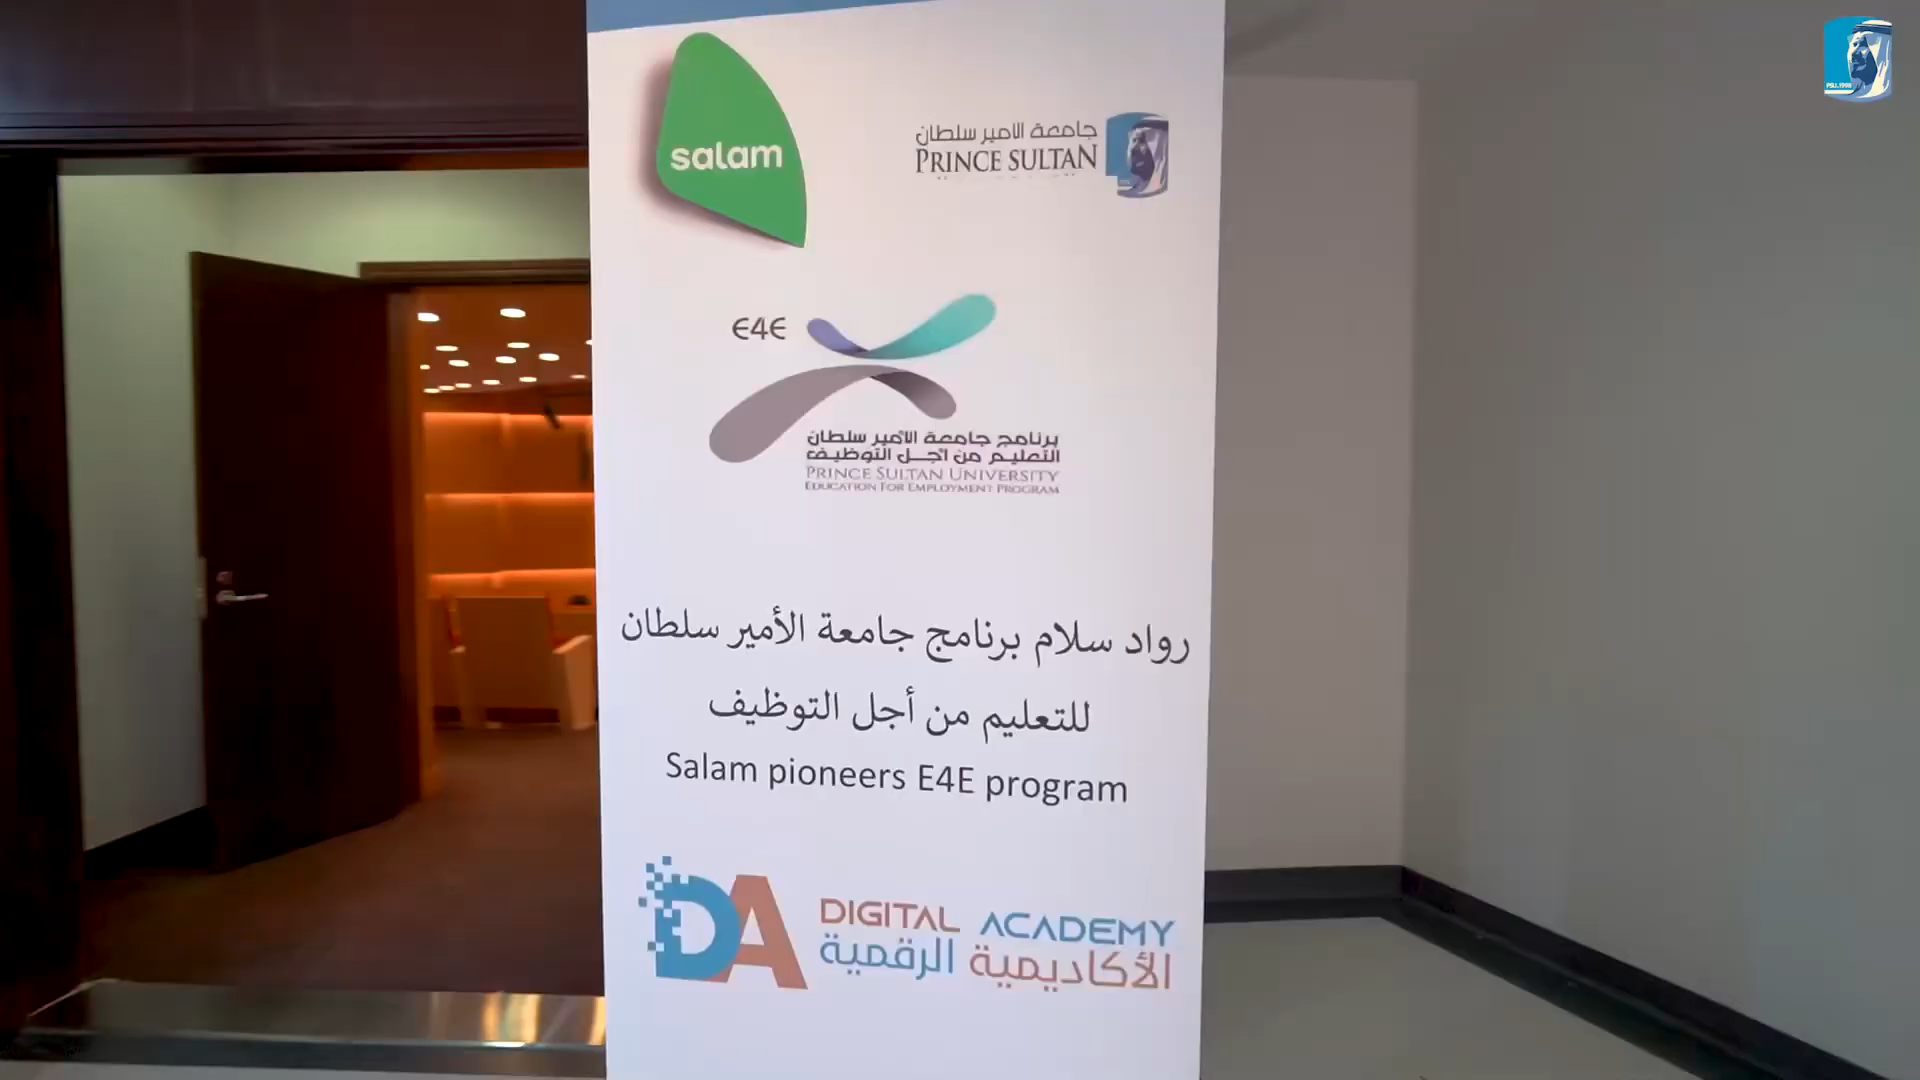 salam
جامعة الأمير سلطان
PRINCE SULTAN
E4E
برنامج جامعة الأمير سلطان
التعليم من أجل التوظيف
PRINCE SULTAN UNIVERSITY
EDUCATION FOR EMPLOYMENT PROGRAM
رواد سلام برنامج جامعة الأمير سلطان
للتعليم من أجل التوظيف
Salam pioneers E4E program
DA
DIGITAL ACADEMY
الأكاديمية الرقمية
PSU.1999